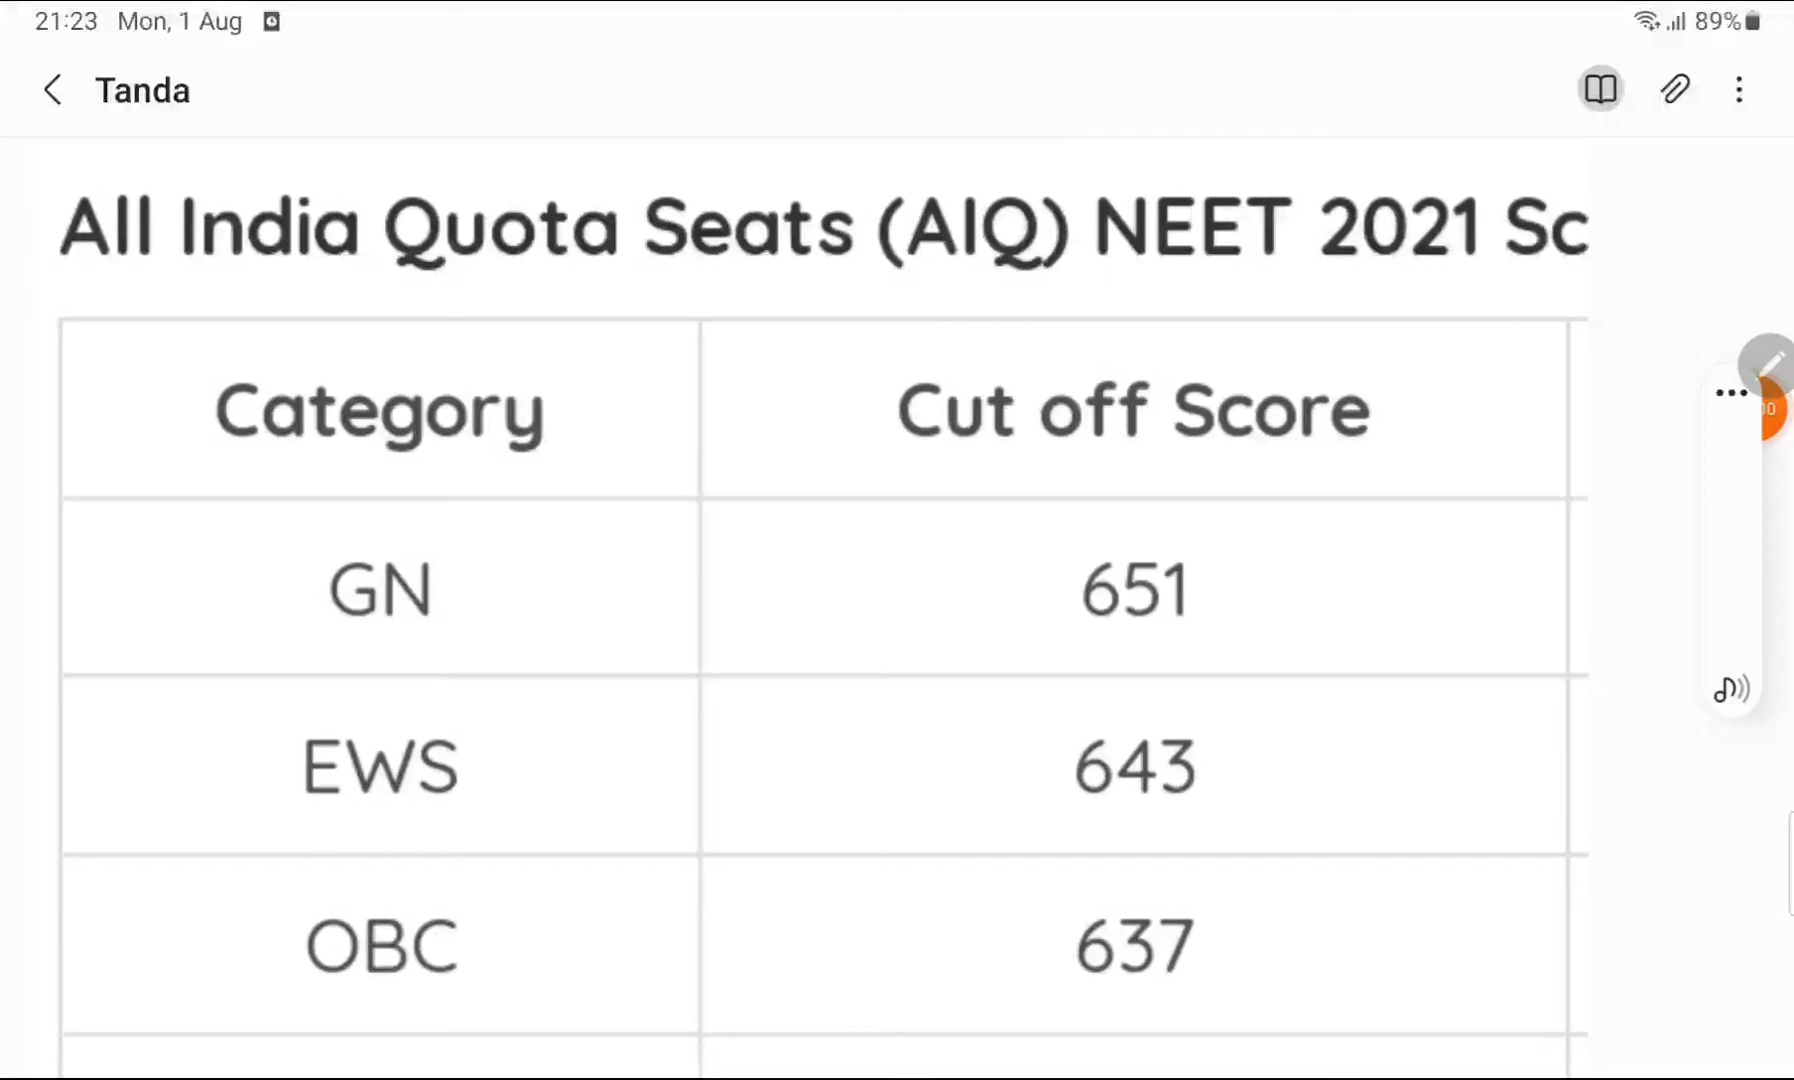 21:23 Mon, 1 Aug 89%
Tanda
All India Quota Seats (AIQ) NEET 2021 Sc
Category Cut off Score
GN 651
EWS 643
OBC 637
00